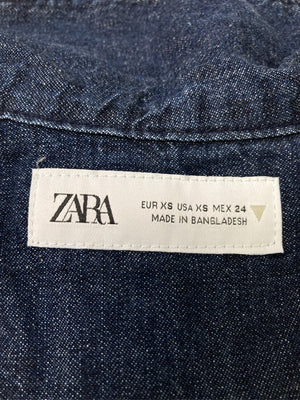 ZARA
EUR XS USA XS MEX 24
MADE IN BANGLADESH